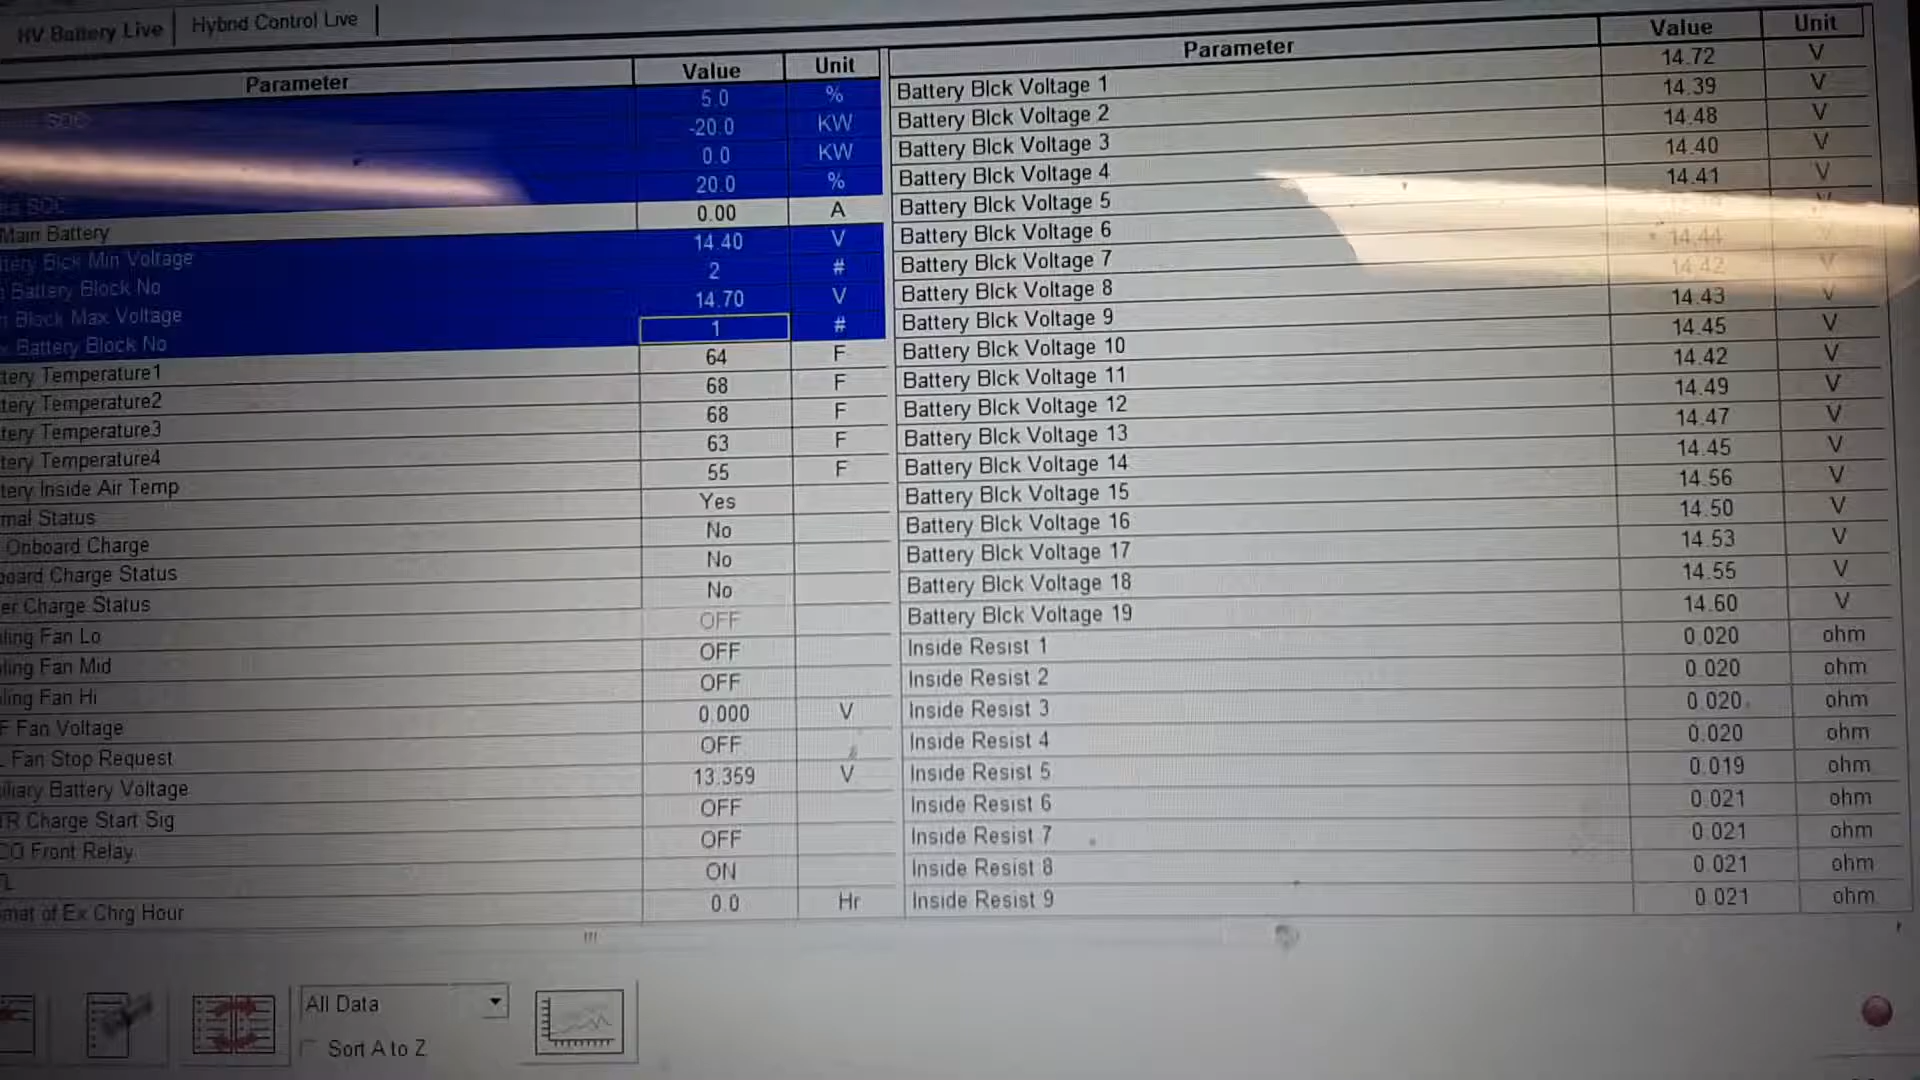 HV Battery Live Hybrid Control Live
Parameter Value Unit
SOC 5.0 %
-20.0 KW
0.0 KW
SOC 20.0 %
Main Battery 0.00 A
tery Blck Min Voltage 14.40 V
Battery Block No 2 #
Block Max Voltage 14.70 V
Battery Block No 1 #
tery Temperature1 64 F
tery Temperature2 68 F
tery Temperature3 68 F
tery Temperature4 63 F
tery Inside Air Temp 55 F
mal Status Yes
Onboard Charge No
board Charge Status No
er Charge Status No
ling Fan Lo OFF
ling Fan Mid OFF
ling Fan Hi OFF
F Fan Voltage 0.000 V
Fan Stop Request OFF
iliary Battery Voltage 13.359 V
TR Charge Start Sig OFF
CO Front Relay OFF
L ON
mat of Ex Chrg Hour 0.0 Hr
Parameter Value Unit
Battery Blck Voltage 1 14.72 V
Battery Blck Voltage 2 14.39 V
Battery Blck Voltage 3 14.48 V
Battery Blck Voltage 4 14.40 V
Battery Blck Voltage 5 14.41 V
Battery Blck Voltage 6 V
Battery Blck Voltage 7 14.44 V
Battery Blck Voltage 8 14.42 V
Battery Blck Voltage 9 14.43 V
Battery Blck Voltage 10 14.45 V
Battery Blck Voltage 11 14.42 V
Battery Blck Voltage 12 14.49 V
Battery Blck Voltage 13 14.47 V
Battery Blck Voltage 14 14.45 V
Battery Blck Voltage 15 14.56 V
Battery Blck Voltage 16 14.50 V
Battery Blck Voltage 17 14.53 V
Battery Blck Voltage 18 14.55 V
Battery Blck Voltage 19 14.60 V
Inside Resist 1 0.020 ohm
Inside Resist 2 0.020 ohm
Inside Resist 3 0.020 ohm
Inside Resist 4 0.020 ohm
Inside Resist 5 0.019 ohm
Inside Resist 6 0.021 ohm
Inside Resist 7 0.021 ohm
Inside Resist 8 0.021 ohm
Inside Resist 9 0.021 ohm
All Data
Sort A to Z